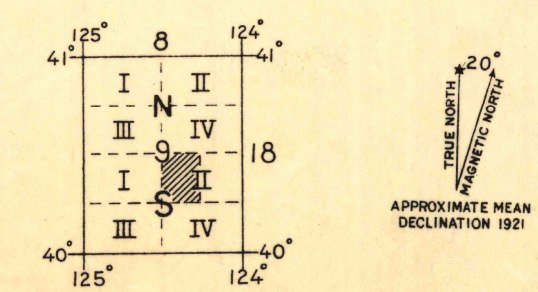 125° 8 124°
41° 41°
I II
N
III IV
9 18
I II
S
III IV
40° 40°
125° 124°
20°
TRUE NORTH
MAGNETIC NORTH
APPROXIMATE MEAN
DECLINATION 1921